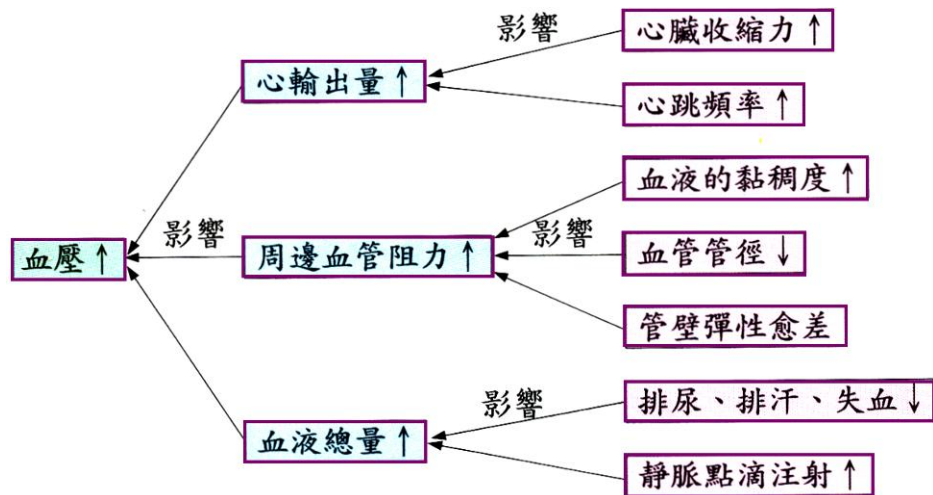 影響
心臟收縮力↑
心輸出量↑
心跳頻率↑
血液的黏稠度↑
影響
影響
血壓↑
周邊血管阻力↑
血管管徑↓
管壁彈性愈差
影響
排尿、排汗、失血↓
血液總量↑
靜脈點滴注射↑